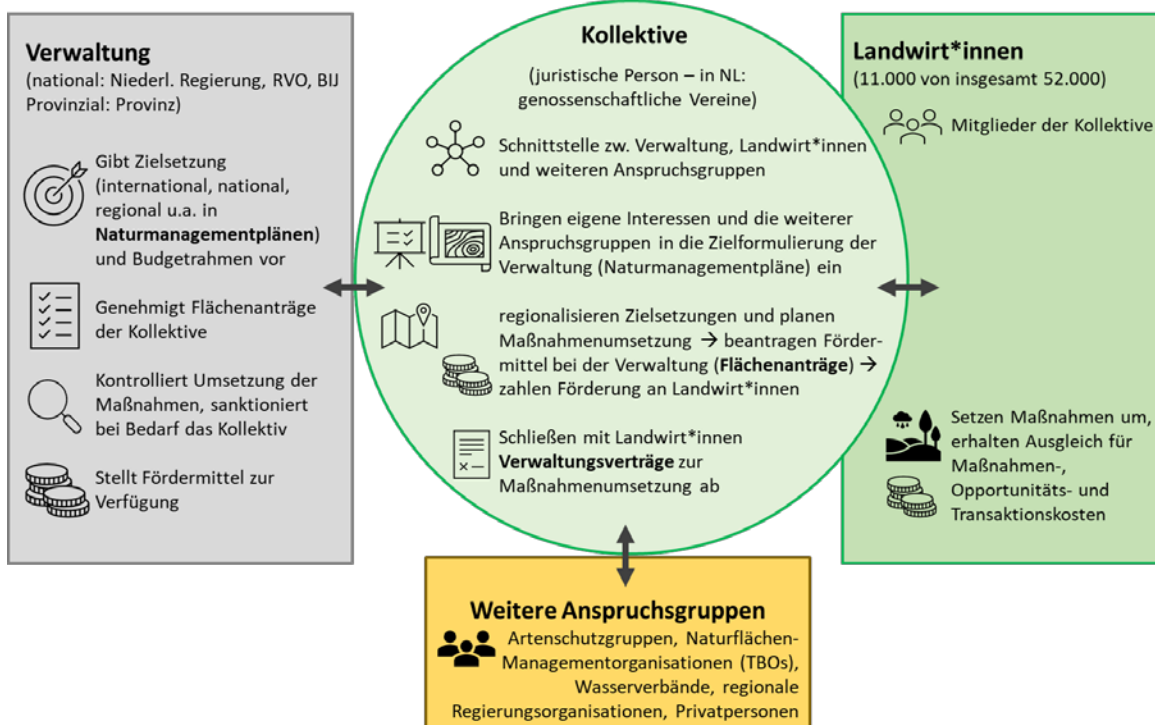 Verwaltung
(national: Niederl. Regierung, RVO, BIJ
Provinzial: Provinz)
Gibt Zielsetzung
(international, national,
regional u.a. in
Naturmanagementplänen)
und Budgetrahmen vor
Genehmigt Flächenanträge
der Kollektive
Kontrolliert Umsetzung der
Maßnahmen, sanktioniert
bei Bedarf das Kollektiv
Stellt Fördermittel zur
Verfügung
Kollektive
(juristische Person – in NL:
genossenschaftliche Vereine)
Schnittstelle zw. Verwaltung, Landwirt*innen
und weiteren Anspruchsgruppen
Bringen eigene Interessen und die weiterer
Anspruchsgruppen in die Zielformulierung der
Verwaltung (Naturmanagementpläne) ein
regionalisieren Zielsetzungen und planen
Maßnahmenumsetzung → beantragen Förder-
mittel bei der Verwaltung (Flächenanträge) →
zahlen Förderung an Landwirt*innen
Schließen mit Landwirt*innen
Verwaltungsverträge zur
Maßnahmenumsetzung ab
Landwirt*innen
(11.000 von insgesamt 52.000)
Mitglieder der Kollektive
Setzen Maßnahmen um,
erhalten Ausgleich für
Maßnahmen-,
Opportunitäts- und
Transaktionskosten
Weitere Anspruchsgruppen
Artenschutzgruppen, Naturflächen-
Managementorganisationen (TBOs),
Wasserverbände, regionale
Regierungsorganisationen, Privatpersonen